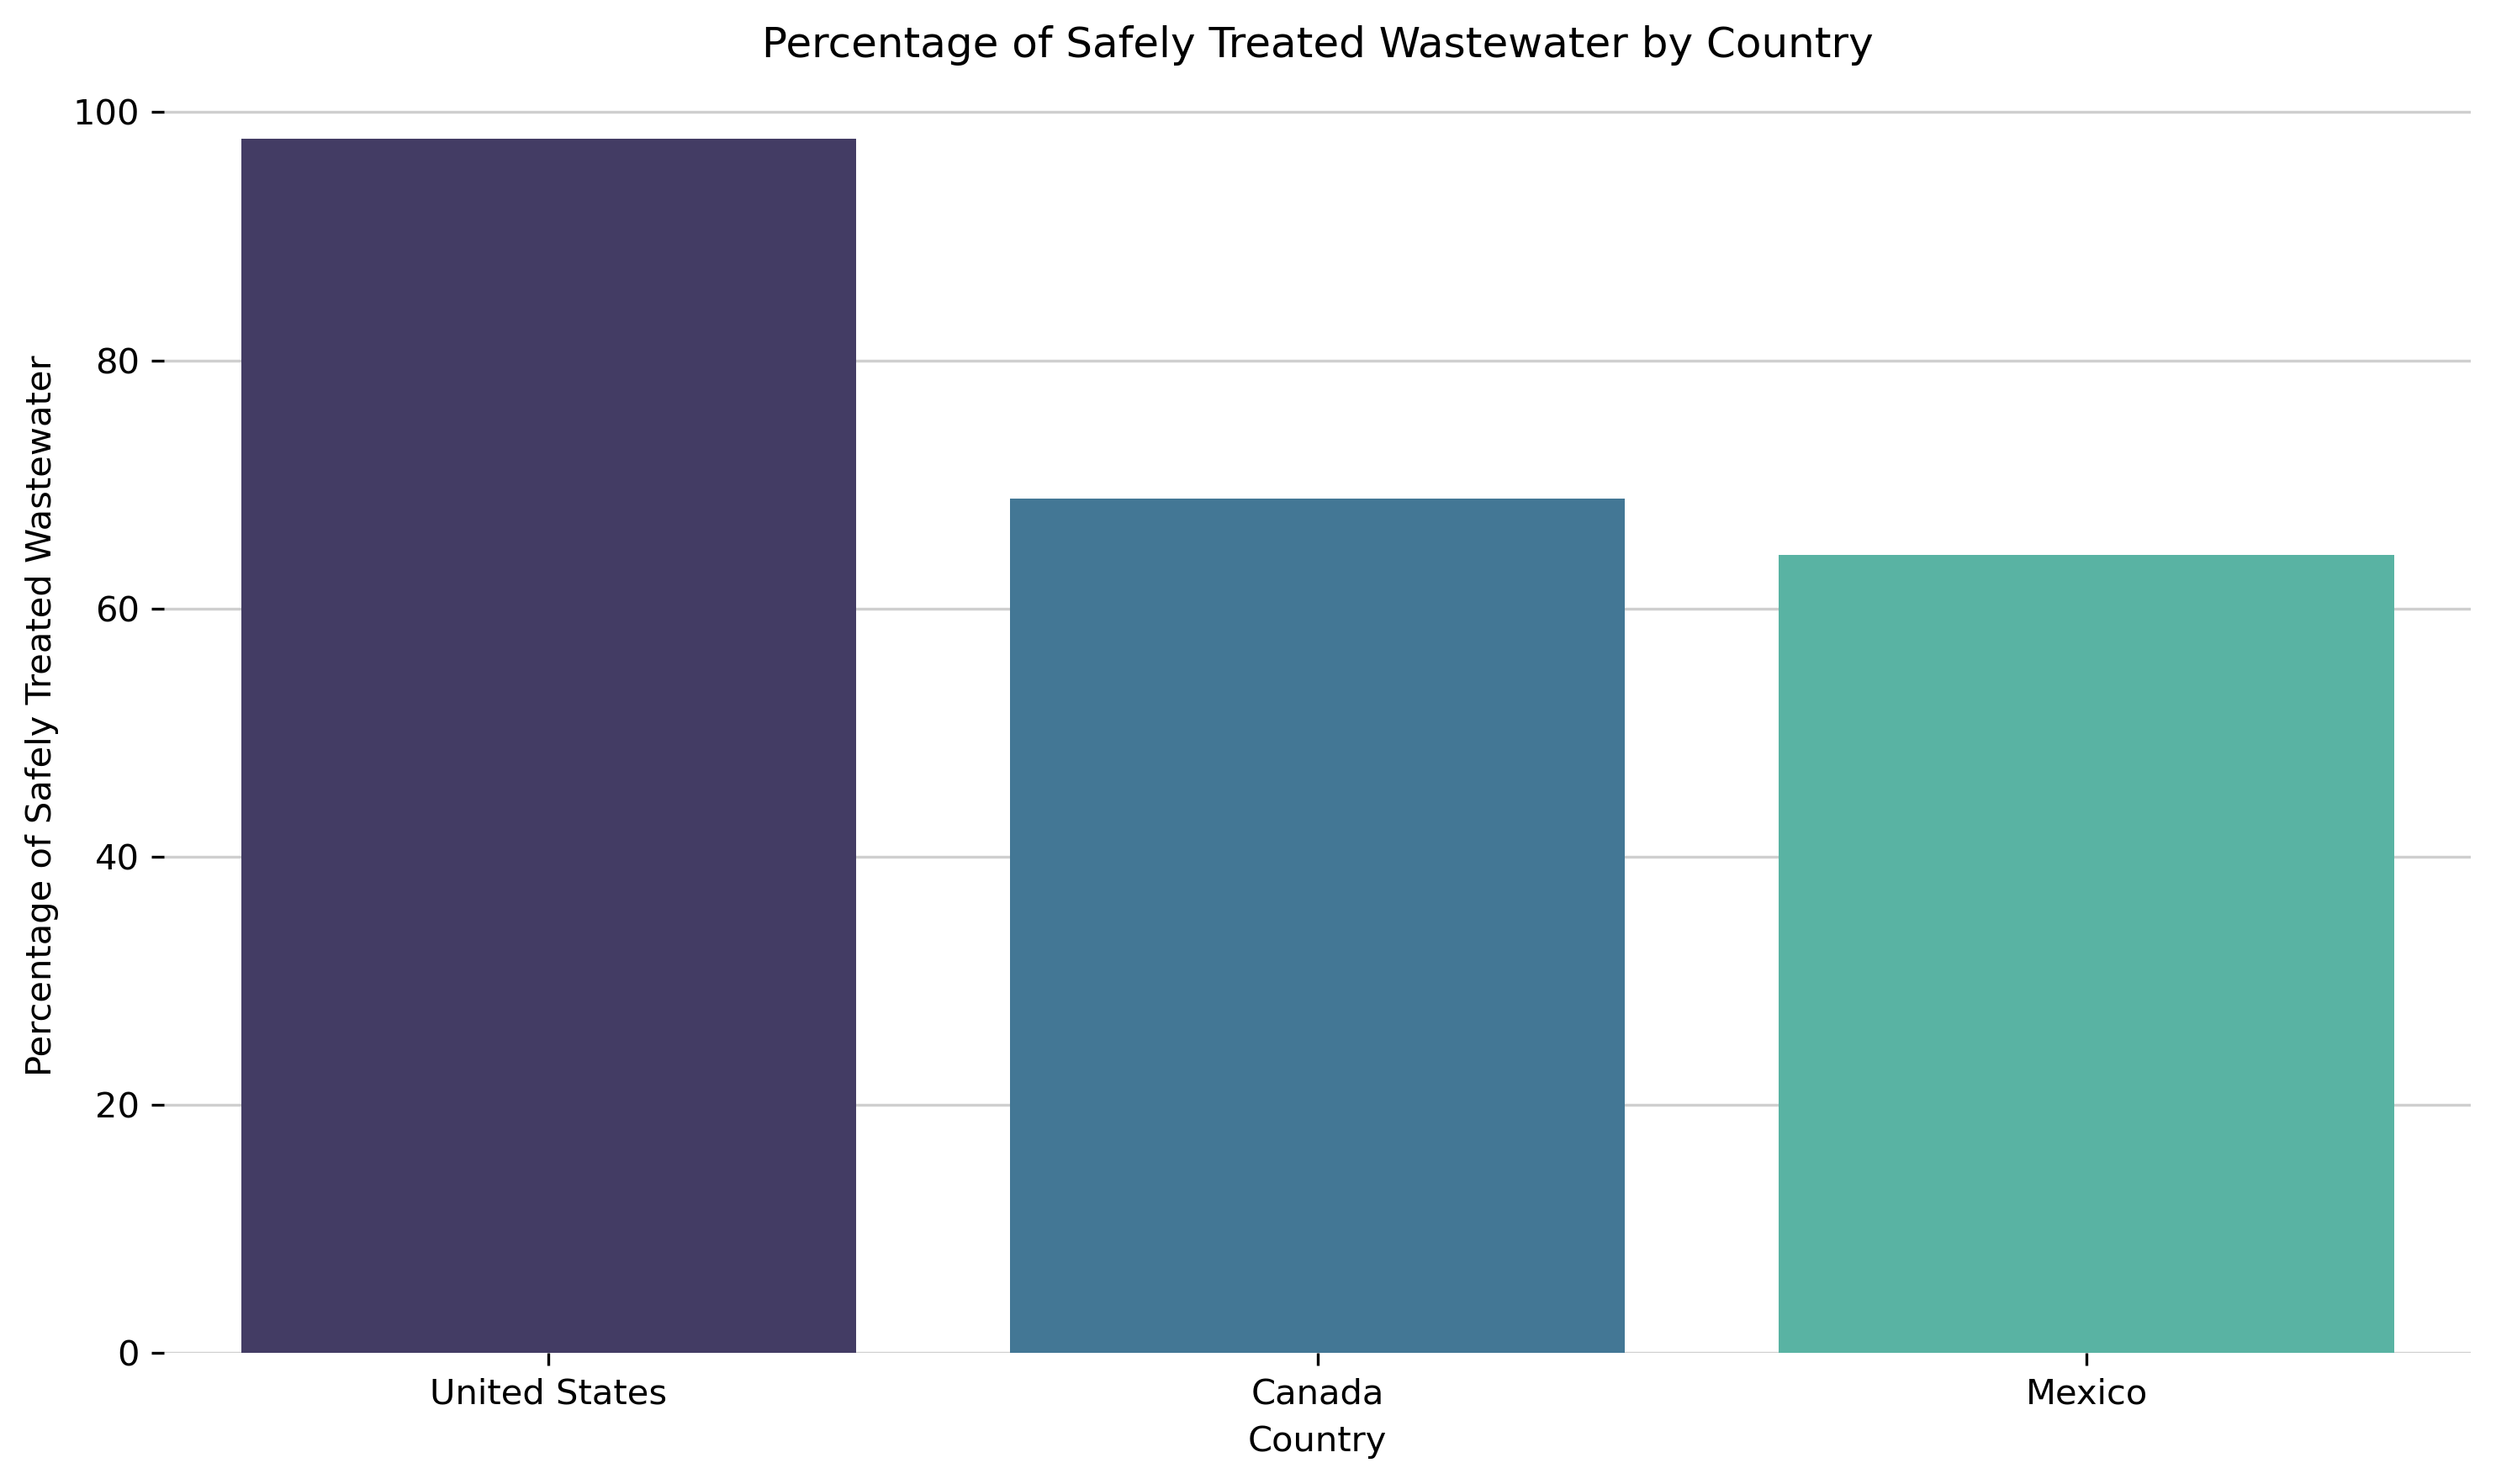 Percentage of Safely Treated Wastewater by Country
Percentage of Safely Treated Wastewater
100
80
60
40
20
0
United States
Canada
Mexico
Country